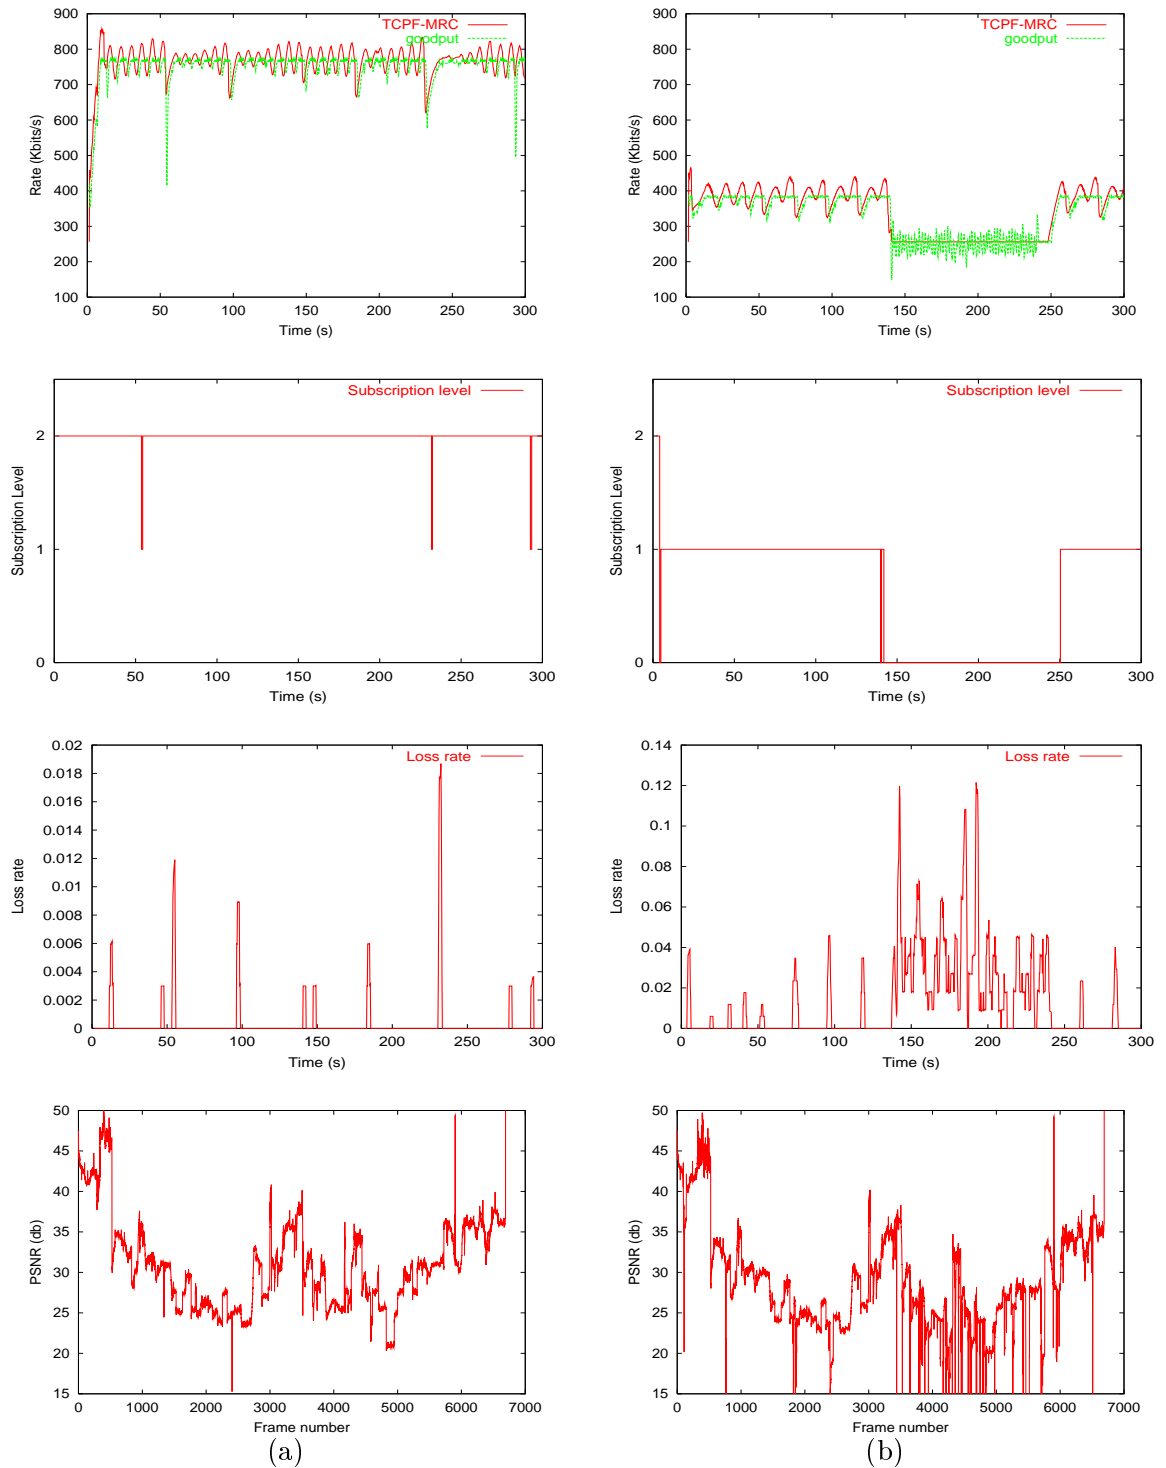 900
800
700
600
500
400
300
200
100
0 50 100 150 200 250 300
Rate (Kbits/s)
Time (s)
TCPF-MRC
goodput
900
800
700
600
500
400
300
200
100
0 50 100 150 200 250 300
Rate (Kbits/s)
Time (s)
TCPF-MRC
goodput
2
1
0
0 50 100 150 200 250 300
Subscription Level
Time (s)
Subscription level
2
1
0
0 50 100 150 200 250 300
Subscription Level
Time (s)
Subscription level
0.02
0.018
0.016
0.014
0.012
0.01
0.008
0.006
0.004
0.002
0
0 50 100 150 200 250 300
Loss rate
Time (s)
Loss rate
0.14
0.12
0.1
0.08
0.06
0.04
0.02
0
0 50 100 150 200 250 300
Loss rate
Time (s)
Loss rate
50
45
40
35
30
25
20
15
0 1000 2000 3000 4000 5000 6000 7000
PSNR (db)
Frame number
(a)
50
45
40
35
30
25
20
15
0 1000 2000 3000 4000 5000 6000 7000
PSNR (db)
Frame number
(b)